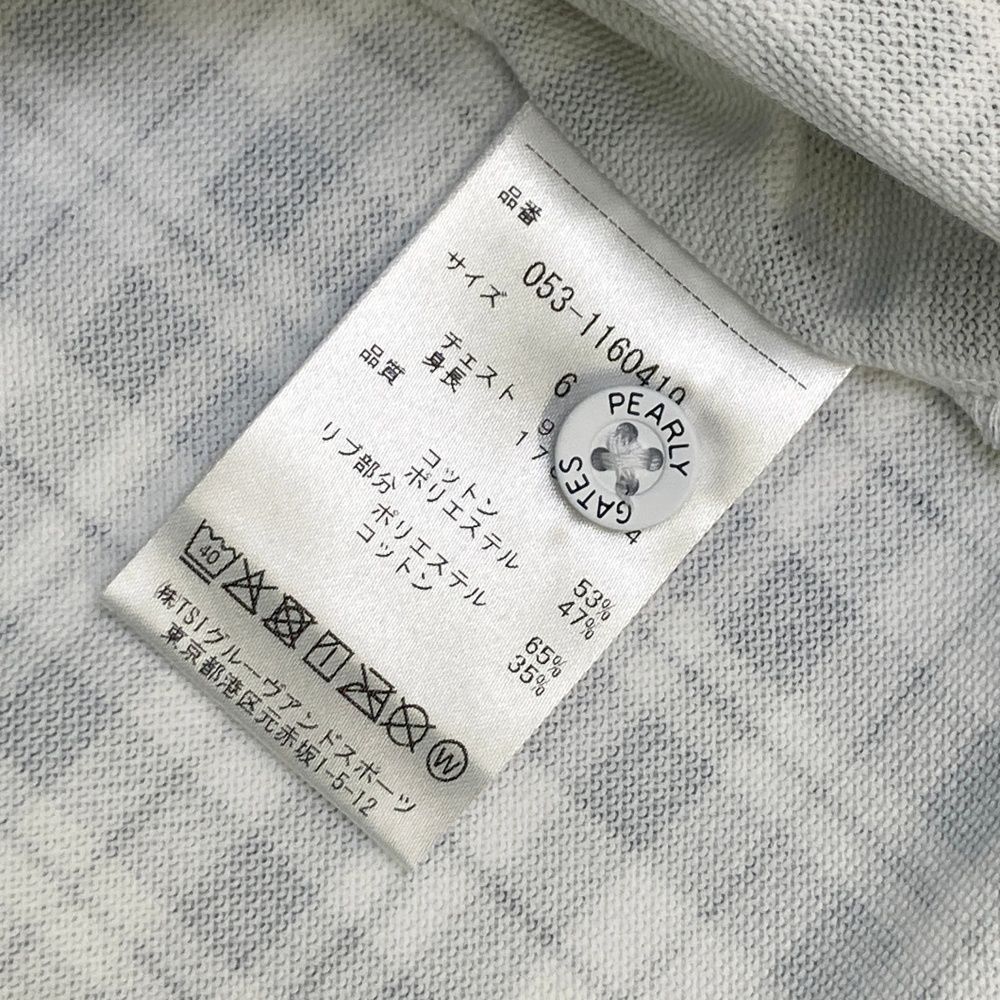 品番
053-1160410
サイズ
6
チェスト
身長
品質
コットン 53%
ポリエステル 47%
リブ部分
ポリエステル 65%
コットン 35%
40
W
(株)TSIグルーヴアンドスポーツ
東京都港区元赤坂1-5-12
PEARLY
GATES